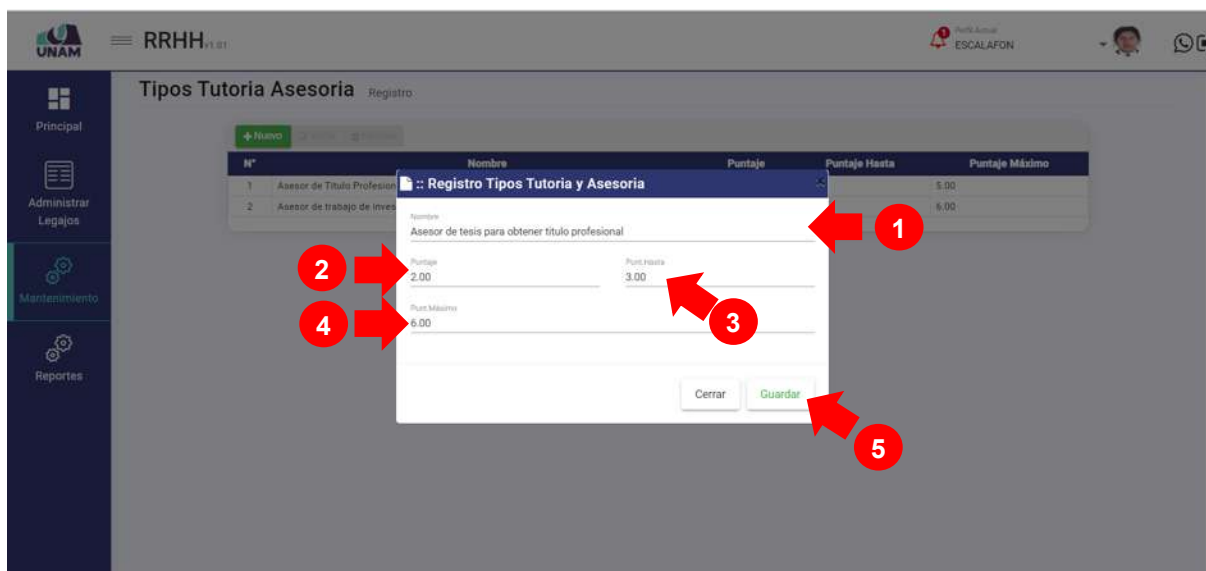 UNAM
RRHH v1.01
Perfil Actual
ESCALAFON
Tipos Tutoria Asesoria Registro
Principal
Administrar
Legajos
Mantenimiento
Reportes
+ Nuevo
N° Nombre Puntaje Puntaje Hasta Puntaje Máximo
1 Asesor de Titulo Profesion 5.00
2 Asesor de trabajo de inves 6.00
:: Registro Tipos Tutoria y Asesoria
Nombre
Asesor de tesis para obtener titulo profesional
1
Puntaje
2.00
2
Punt.Hasta
3.00
3
Punt.Máximo
6.00
4
Cerrar Guardar
5